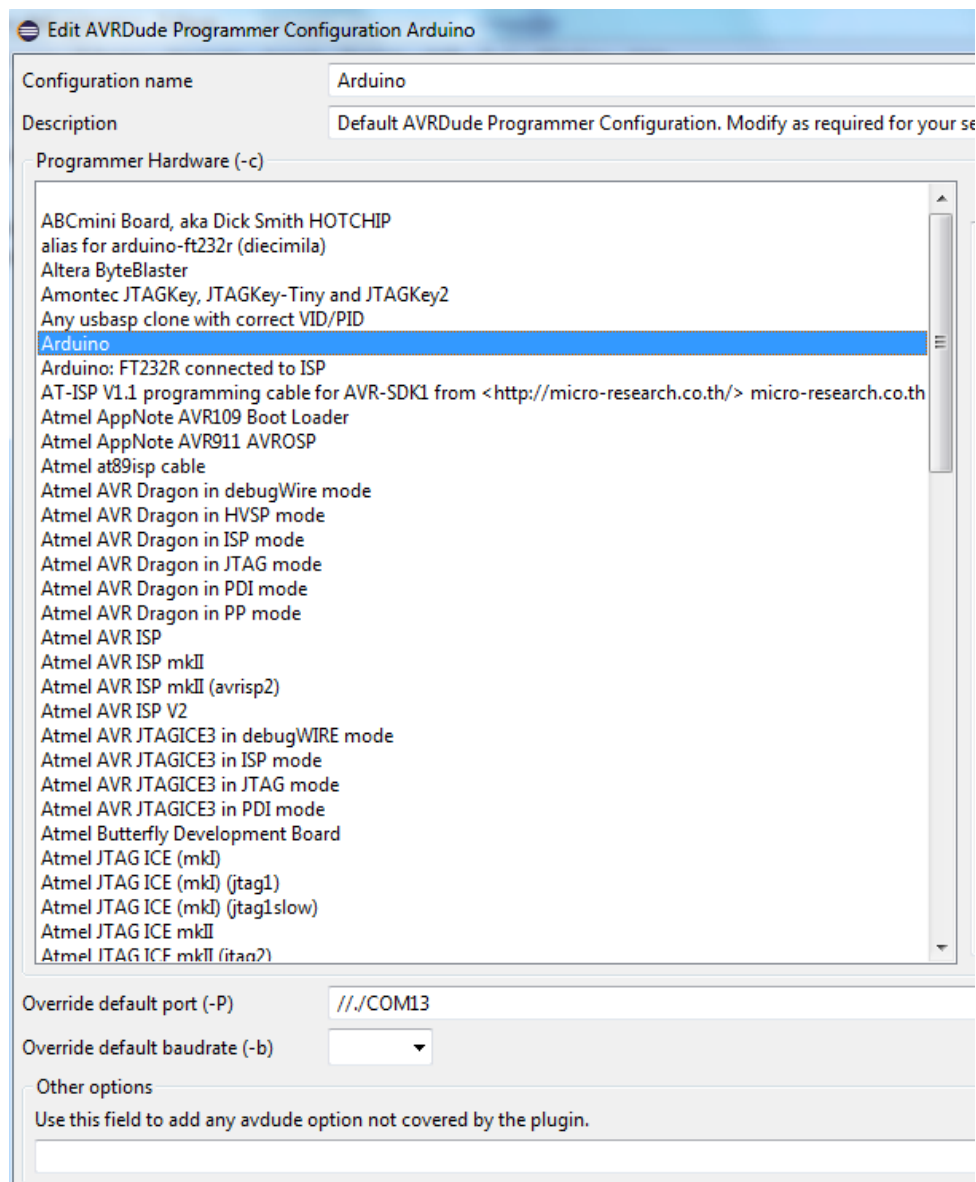 Edit AVRDude Programmer Configuration Arduino
Configuration name Arduino
Description Default AVRDude Programmer Configuration. Modify as required for your se
Programmer Hardware (-c)
ABCmini Board, aka Dick Smith HOTCHIP
alias for arduino-ft232r (diecimila)
Altera ByteBlaster
Amontec JTAGKey, JTAGKey-Tiny and JTAGKey2
Any usbasp clone with correct VID/PID
Arduino
Arduino: FT232R connected to ISP
AT-ISP V1.1 programming cable for AVR-SDK1 from <http://micro-research.co.th/> micro-research.co.th
Atmel AppNote AVR109 Boot Loader
Atmel AppNote AVR911 AVROSP
Atmel at89isp cable
Atmel AVR Dragon in debugWire mode
Atmel AVR Dragon in HVSP mode
Atmel AVR Dragon in ISP mode
Atmel AVR Dragon in JTAG mode
Atmel AVR Dragon in PDI mode
Atmel AVR Dragon in PP mode
Atmel AVR ISP
Atmel AVR ISP mkII
Atmel AVR ISP mkII (avrisp2)
Atmel AVR ISP V2
Atmel AVR JTAGICE3 in debugWIRE mode
Atmel AVR JTAGICE3 in ISP mode
Atmel AVR JTAGICE3 in JTAG mode
Atmel AVR JTAGICE3 in PDI mode
Atmel Butterfly Development Board
Atmel JTAG ICE (mkI)
Atmel JTAG ICE (mkI) (jtag1)
Atmel JTAG ICE (mkI) (jtag1slow)
Atmel JTAG ICE mkII
Atmel JTAG ICE mkII (jtag2)
Override default port (-P) //./COM13
Override default baudrate (-b)
Other options
Use this field to add any avdude option not covered by the plugin.